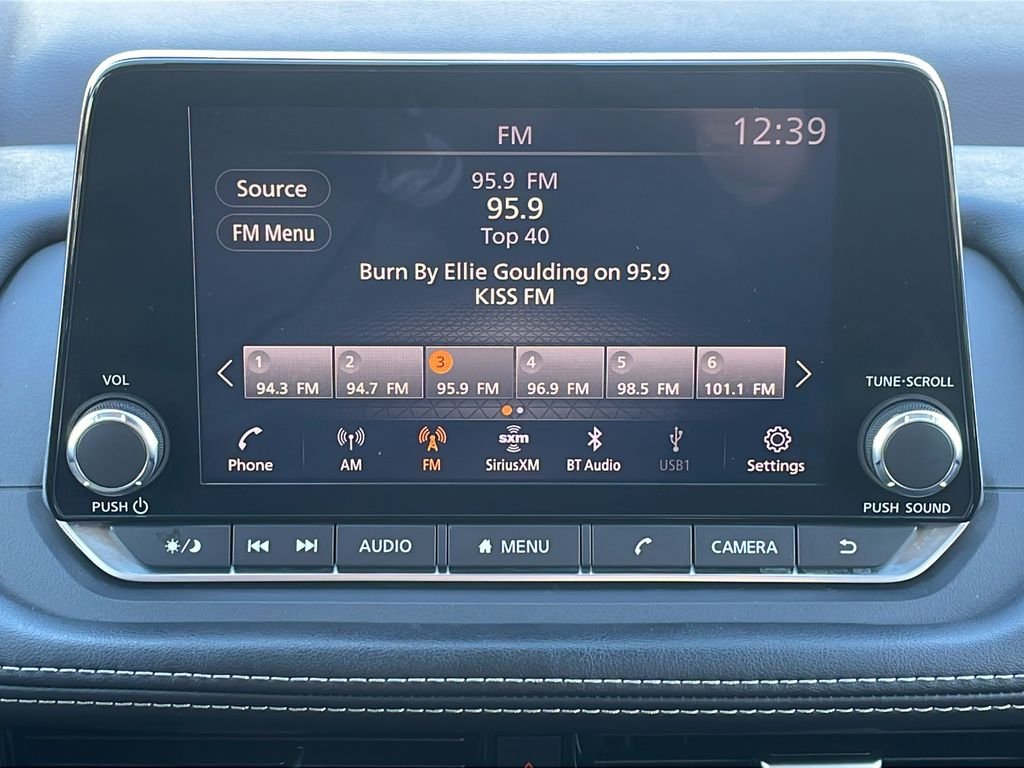 FM
12:39
Source
95.9 FM
95.9
FM Menu
Top 40
Burn By Ellie Goulding on 95.9
KISS FM
1 2 3 4 5 6
94.3 FM 94.7 FM 95.9 FM 96.9 FM 98.5 FM 101.1 FM
VOL
TUNE·SCROLL
sxm
Phone AM FM SiriusXM BT Audio USB1 Settings
PUSH
PUSH SOUND
AUDIO MENU CAMERA